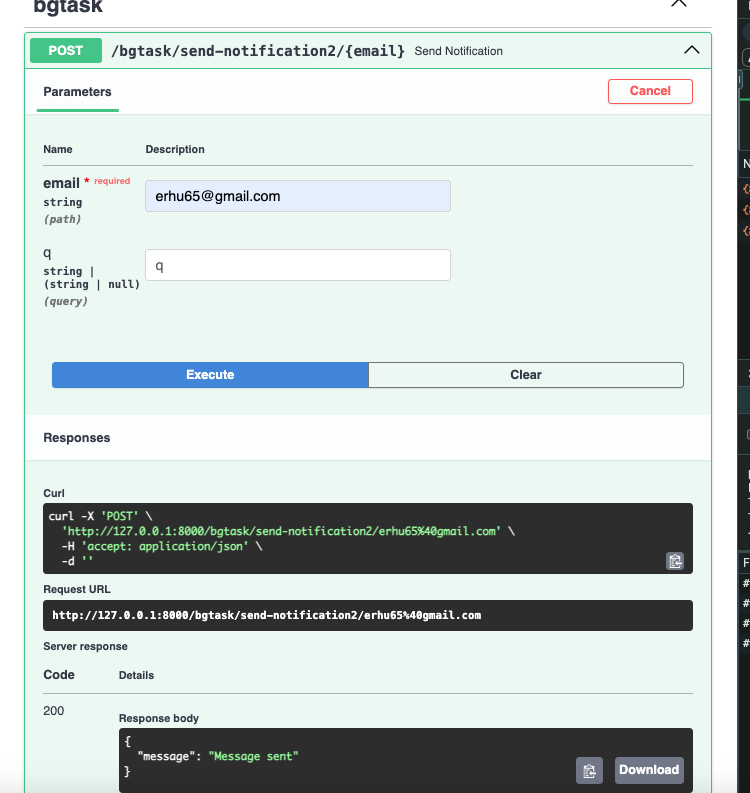 bgtask
POST /bgtask/send-notification2/{email} Send Notification
Parameters
Cancel
Name Description
email * required
string
(path)
erhu65@gmail.com
q
string |
(string | null)
(query)
q
Execute Clear
Responses
Curl
curl -X 'POST' \
'http://127.0.0.1:8000/bgtask/send-notification2/erhu65%40gmail.com' \
-H 'accept: application/json' \
-d ''
Request URL
http://127.0.0.1:8000/bgtask/send-notification2/erhu65%40gmail.com
Server response
Code Details
200
Response body
{
"message": "Message sent"
}
Download